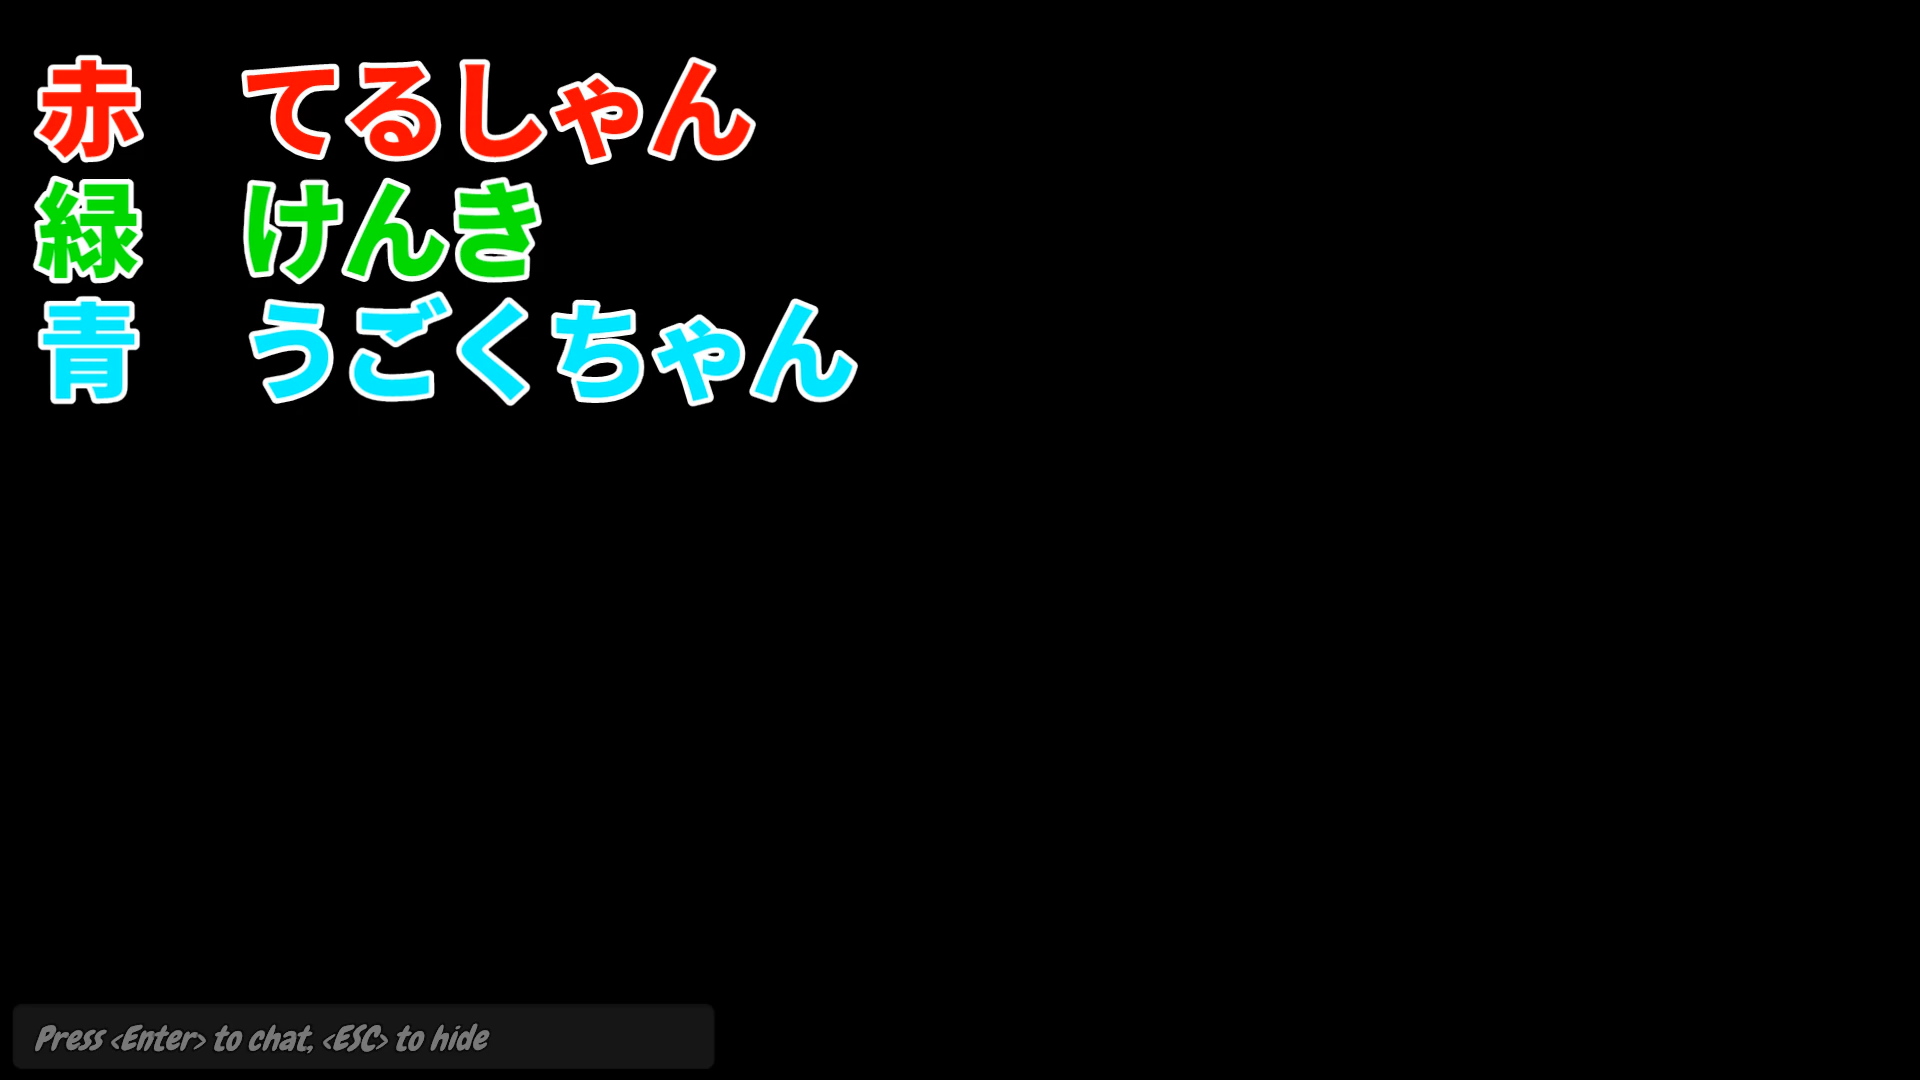 赤　てるしゃん
緑　けんき
青　うごくちゃん
Press <Enter> to chat, <ESC> to hide